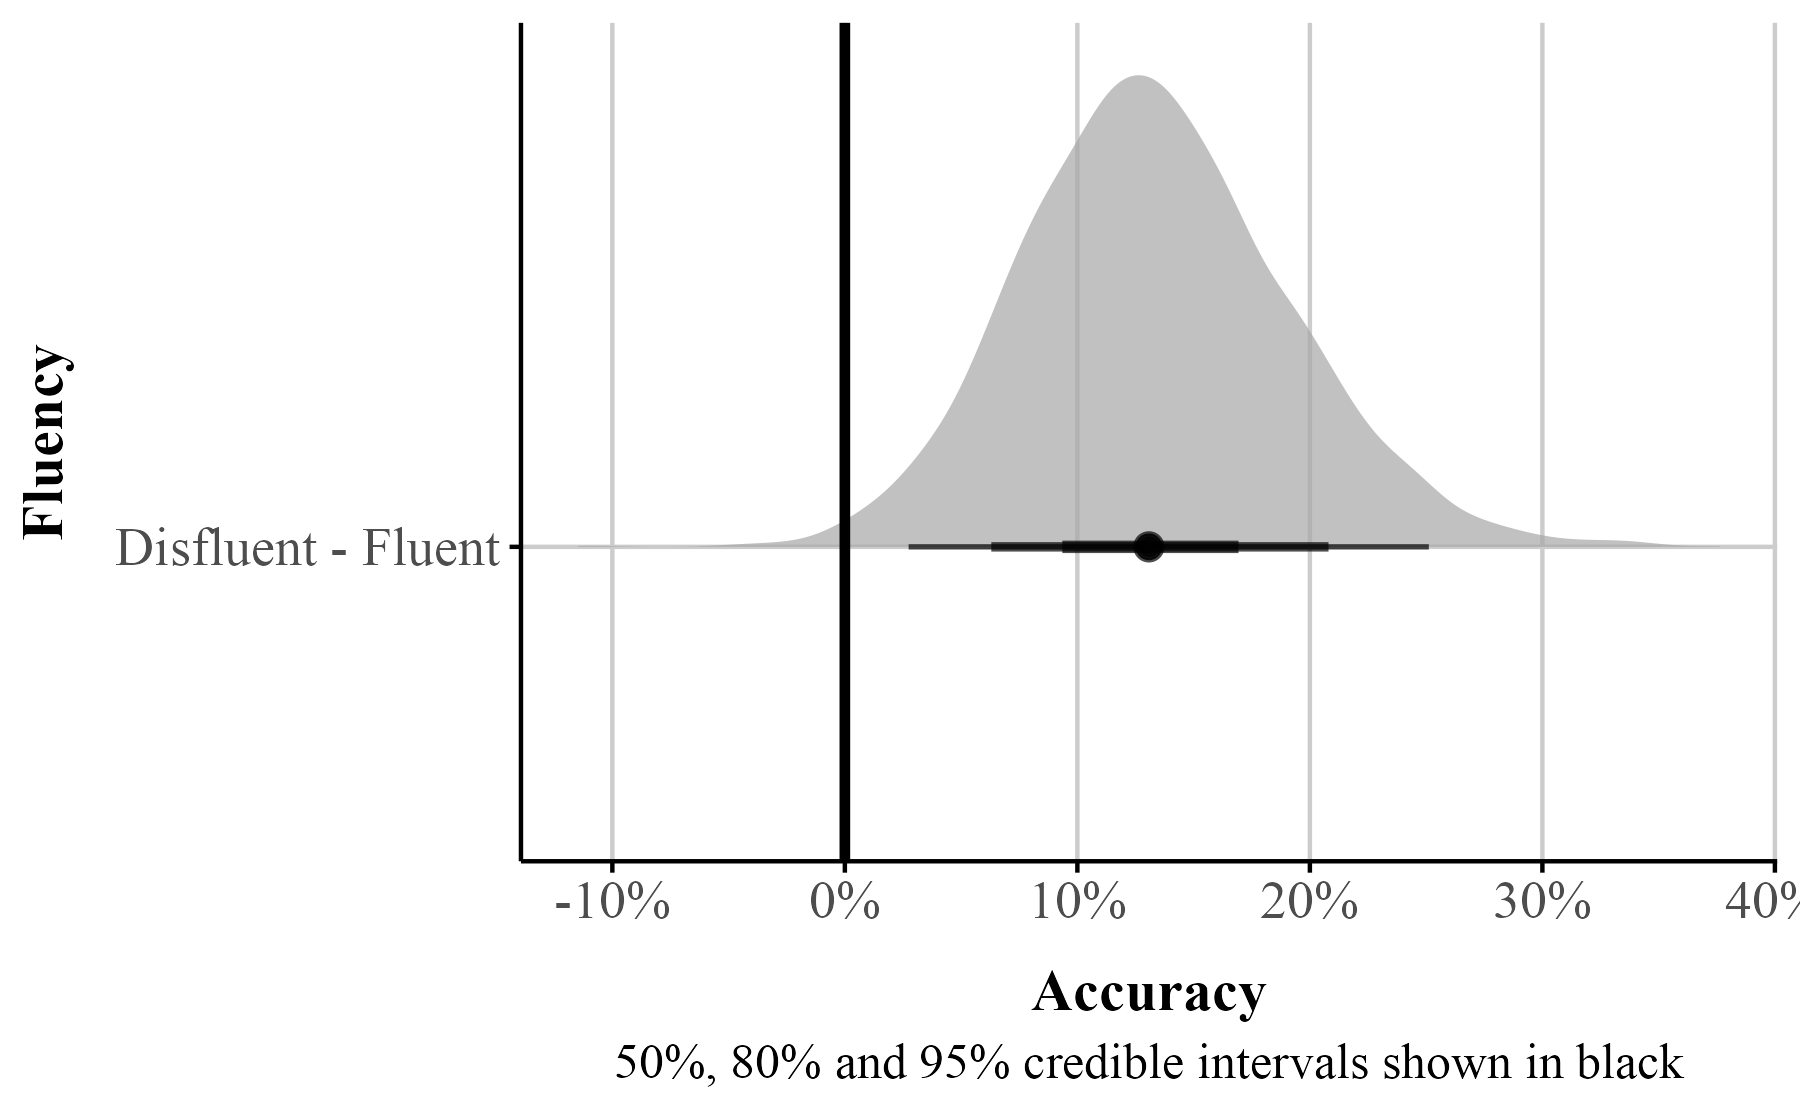 Fluency
Disfluent - Fluent
-10% 0% 10% 20% 30% 40%
Accuracy
50%, 80% and 95% credible intervals shown in black